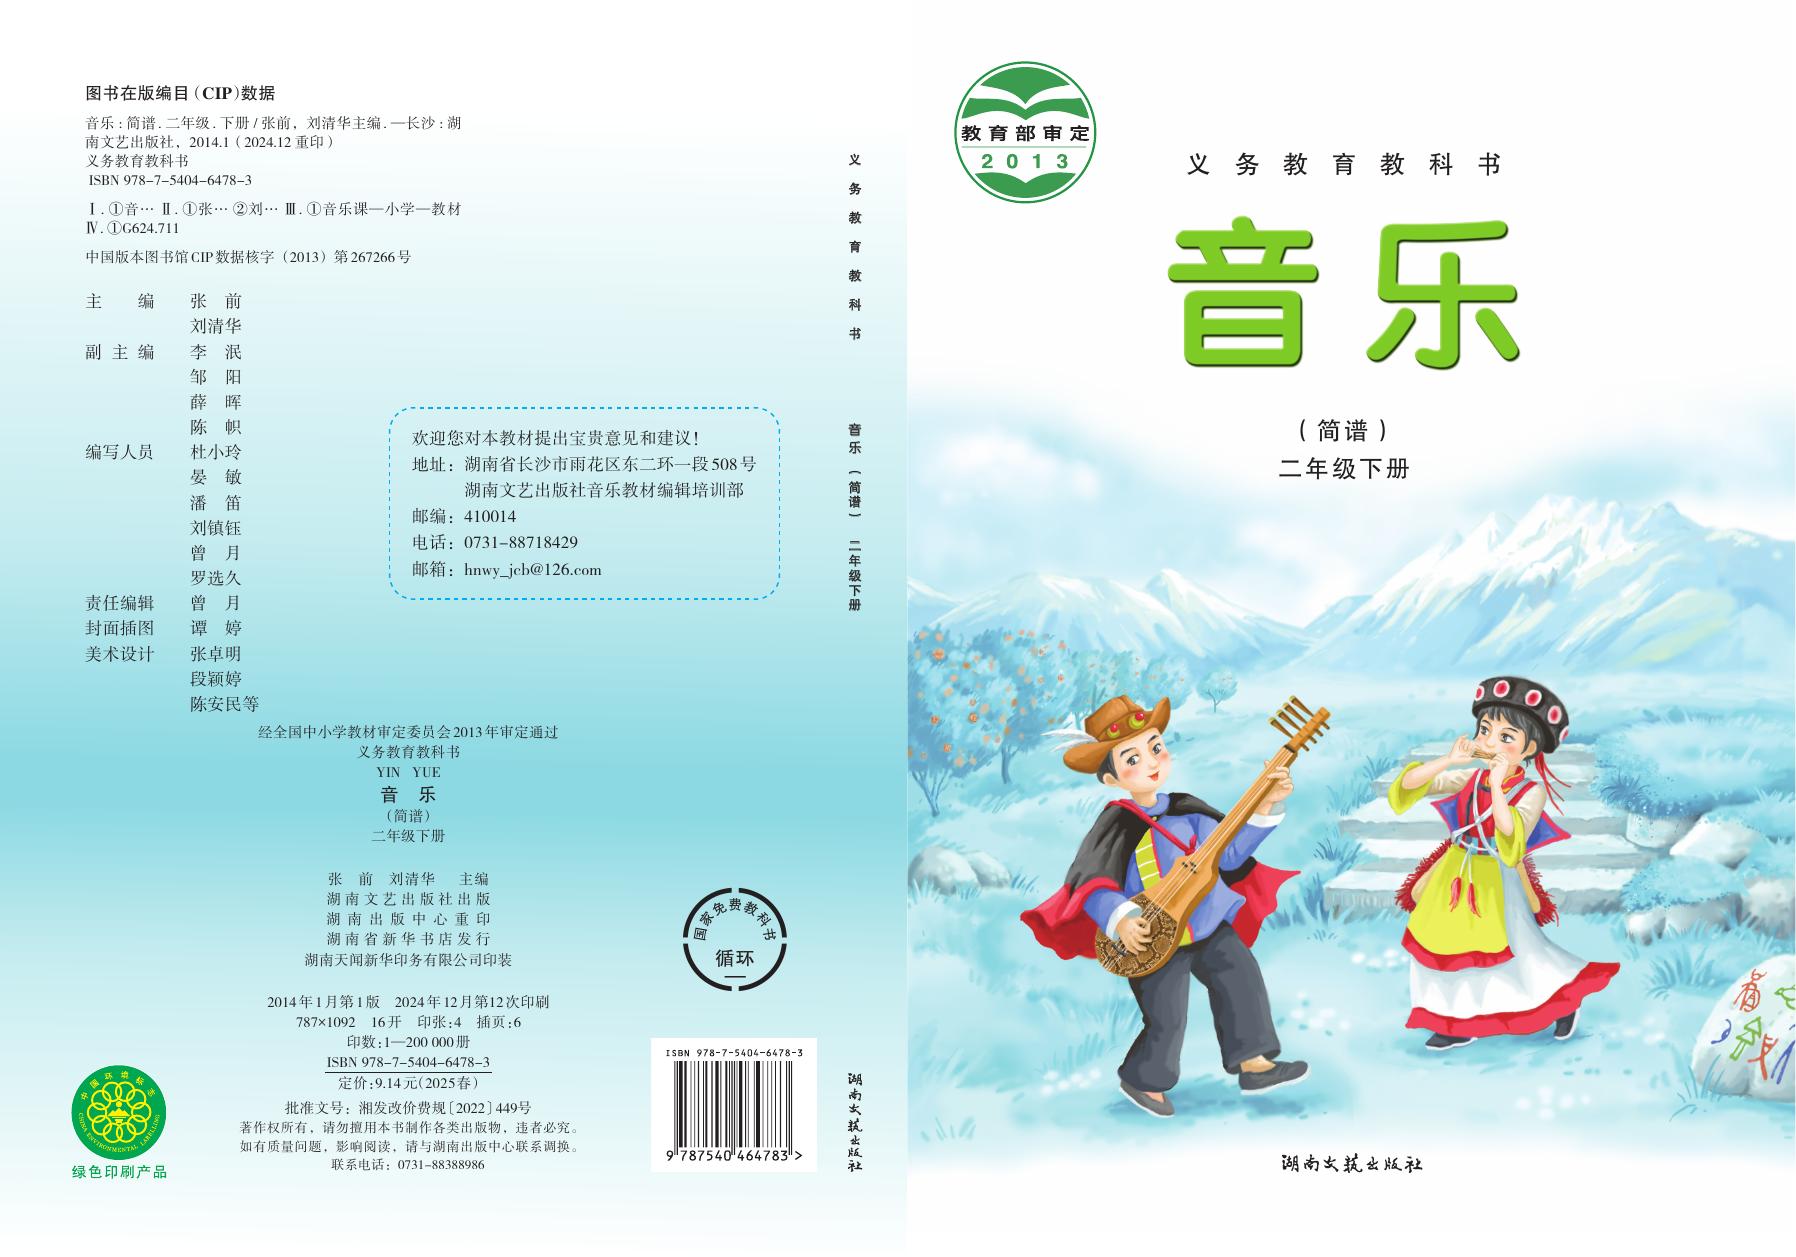 图书在版编目(CIP)数据
音乐:简谱.二年级.下册/张前,刘清华主编.—长沙:湖
南文艺出版社,2014.1(2024.12重印)
义务教育教科书
ISBN 978-7-5404-6478-3
Ⅰ.①音… Ⅱ.①张… ②刘… Ⅲ.①音乐课—小学—教材
Ⅳ.①G624.711
中国版本图书馆CIP数据核字(2013)第267266号
主 编 张 前
刘清华
副主编 李 泯
邹 阳
薛 晖
陈 帜
编写人员 杜小玲
晏 敏
潘 笛
刘镇钰
曾 月
罗选久
责任编辑 曾 月
封面插图 谭 婷
美术设计 张卓明
段颖婷
陈安民等
欢迎您对本教材提出宝贵意见和建议!
地址:湖南省长沙市雨花区东二环一段508号
湖南文艺出版社音乐教材编辑培训部
邮编:410014
电话:0731-88718429
邮箱:hnwy_jcb@126.com
经全国中小学教材审定委员会2013年审定通过
义务教育教科书
YIN YUE
音 乐
(简谱)
二年级下册
张 前 刘清华 主编
湖南文艺出版社出版
湖南出版中心重印
湖南省新华书店发行
湖南天闻新华印务有限公司印装
2014年1月第1版 2024年12月第12次印刷
787×1092 16开 印张:4 插页:6
印数:1—200 000册
ISBN 978-7-5404-6478-3
定价:9.14元(2025春)
批准文号:湘发改价费规〔2022〕449号
著作权所有,请勿擅用本书制作各类出版物,违者必究。
如有质量问题,影响阅读,请与湖南出版中心联系调换。
联系电话:0731-88388986
中国环境标志
CHINA ENVIRONMENTAL LABELLING
绿色印刷产品
国家免费教科书
循环
ISBN 978-7-5404-6478-3
9 787540 464783 >
义务教育教科书
音乐(简谱) 二年级下册
湖南文艺出版社
教育部审定
2013
义务教育教科书
音乐
(简谱)
二年级下册
湖南文艺出版社